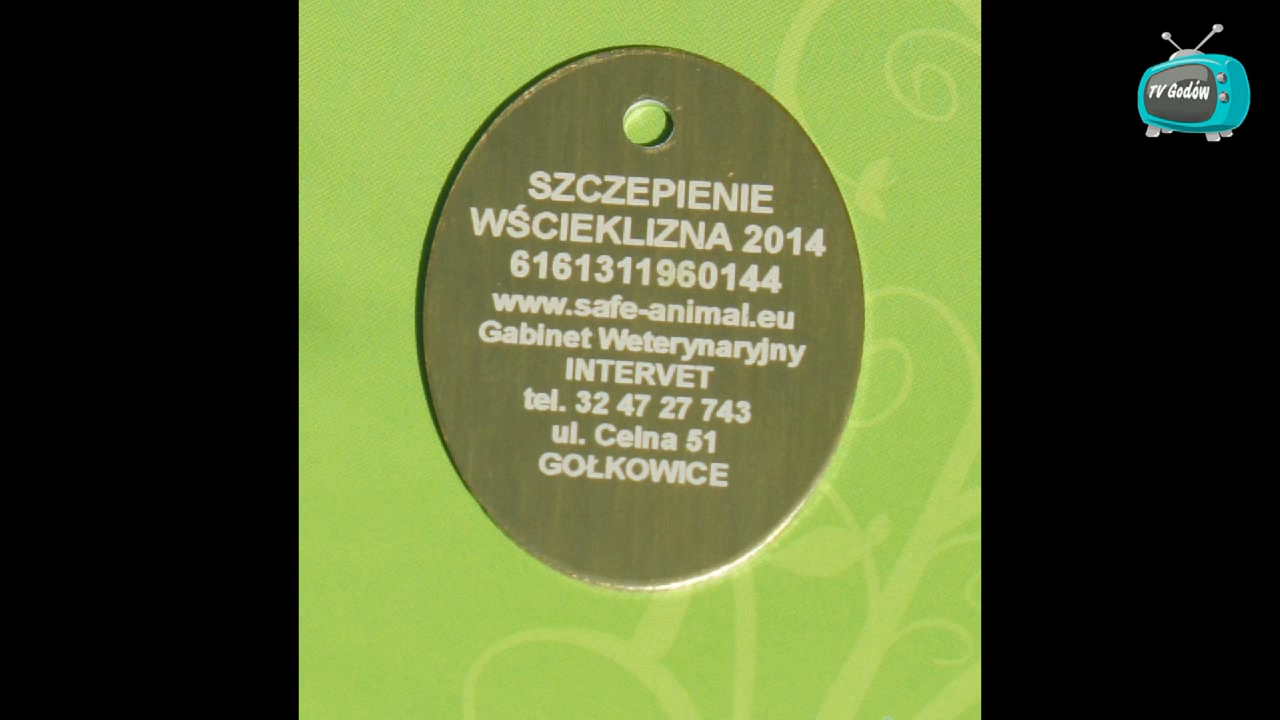 TV Godów
SZCZEPIENIE
WŚCIEKLIZNA 2014
6161311960144
www.safe-animal.eu
Gabinet Weterynaryjny
INTERVET
tel. 32 47 27 743
ul. Celna 51
GOŁKOWICE